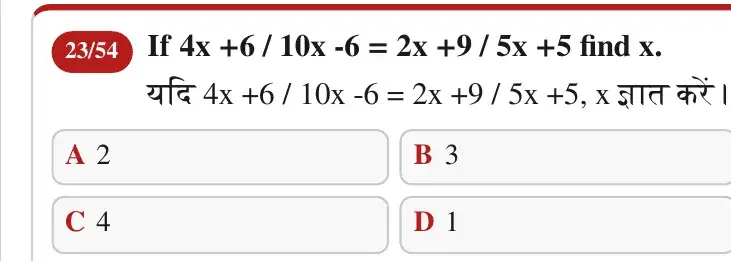 23/54 If 4x +6 / 10x -6 = 2x +9 / 5x +5 find x.
यदि 4x +6 / 10x -6 = 2x +9 / 5x +5, x ज्ञात करें।
A 2
B 3
C 4
D 1